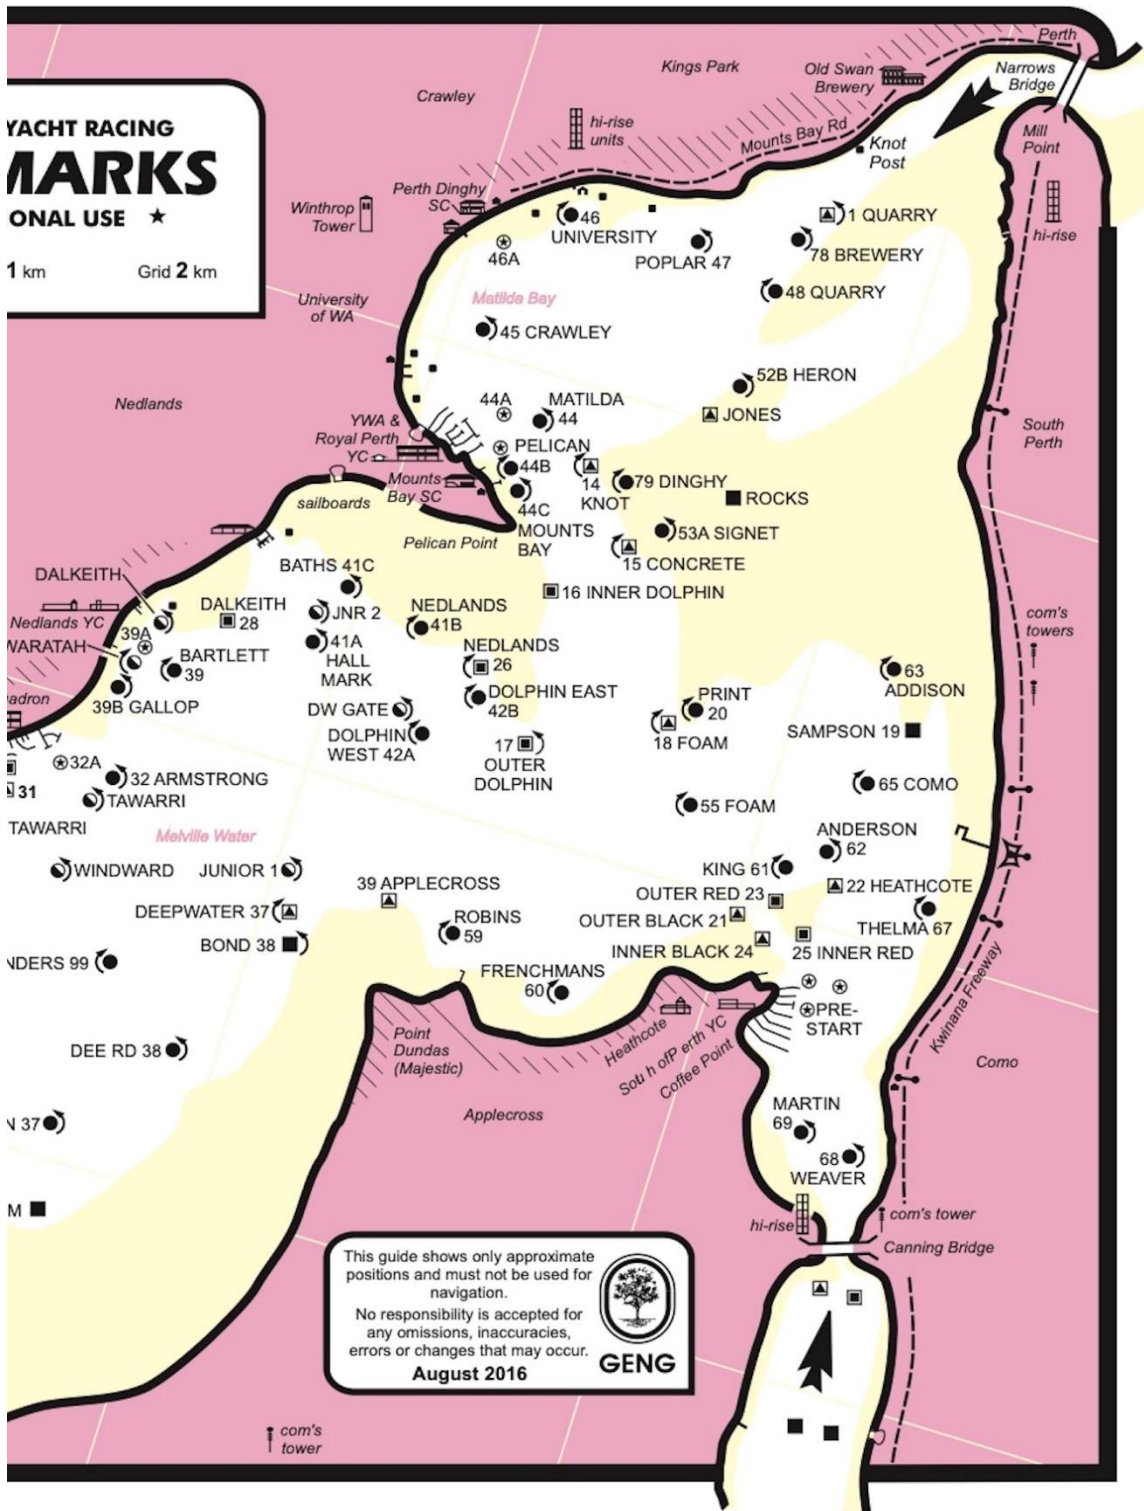 YACHT RACING
MARKS
ONAL USE ★
1 km
Grid 2 km
Perth
Kings Park
Old Swan
Brewery
Narrows
Bridge
Crawley
hi-rise
units
Mounts Bay Rd
Knot
Post
Mill
Point
Perth Dinghy
SC
Winthrop
Tower
46
UNIVERSITY
1 QUARRY
hi-rise
46A
POPLAR 47
78 BREWERY
University
of WA
Matilda Bay
48 QUARRY
45 CRAWLEY
52B HERON
Nedlands
44A
MATILDA
44
JONES
YWA &
Royal Perth
YC
South
Perth
PELICAN
44B
Mounts
Bay SC
14
KNOT
79 DINGHY
ROCKS
sailboards
44C
MOUNTS
BAY
Pelican Point
53A SIGNET
15 CONCRETE
DALKEITH
BATHS 41C
16 INNER DOLPHIN
Nedlands YC
DALKEITH
28
JNR 2
NEDLANDS
41B
com's
towers
39A
WARATAH
BARTLETT
39
41A
HALL
MARK
NEDLANDS
26
63
ADDISON
adron
39B GALLOP
DW GATE
DOLPHIN EAST
42B
PRINT
20
DOLPHIN
WEST 42A
17
OUTER
DOLPHIN
18 FOAM
SAMPSON 19
32A
31
32 ARMSTRONG
TAWARRI
65 COMO
TAWARRI
Melville Water
55 FOAM
ANDERSON
62
WINDWARD
JUNIOR 1
KING 61
39 APPLECROSS
OUTER RED 23
22 HEATHCOTE
DEEPWATER 37
OUTER BLACK 21
THELMA 67
BOND 38
ROBINS
59
INNER BLACK 24
25 INNER RED
NDERS 99
FRENCHMANS
60
PRE-
START
Kwinana Freeway
DEE RD 38
Point
Dundas
(Majestic)
Heathcote
Sou h ofP erth YC
Coffee Point
Como
Applecross
N 37
MARTIN
69
68
WEAVER
M
hi-rise
com's tower
Canning Bridge
This guide shows only approximate
positions and must not be used for
navigation.
No responsibility is accepted for
any omissions, inaccuracies,
errors or changes that may occur.
August 2016
GENG
com's
tower